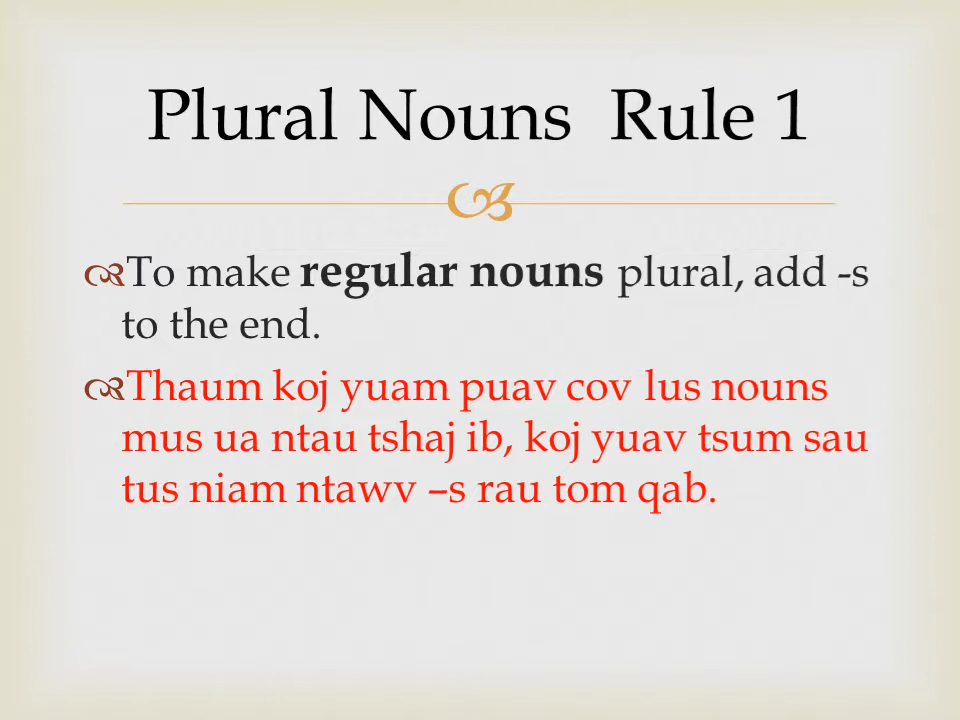 Plural Nouns  Rule 1
To make regular nouns plural, add -s
to the end.
Thaum koj yuam puav cov lus nouns
mus ua ntau tshaj ib, koj yuav tsum sau
tus niam ntawv –s rau tom qab.